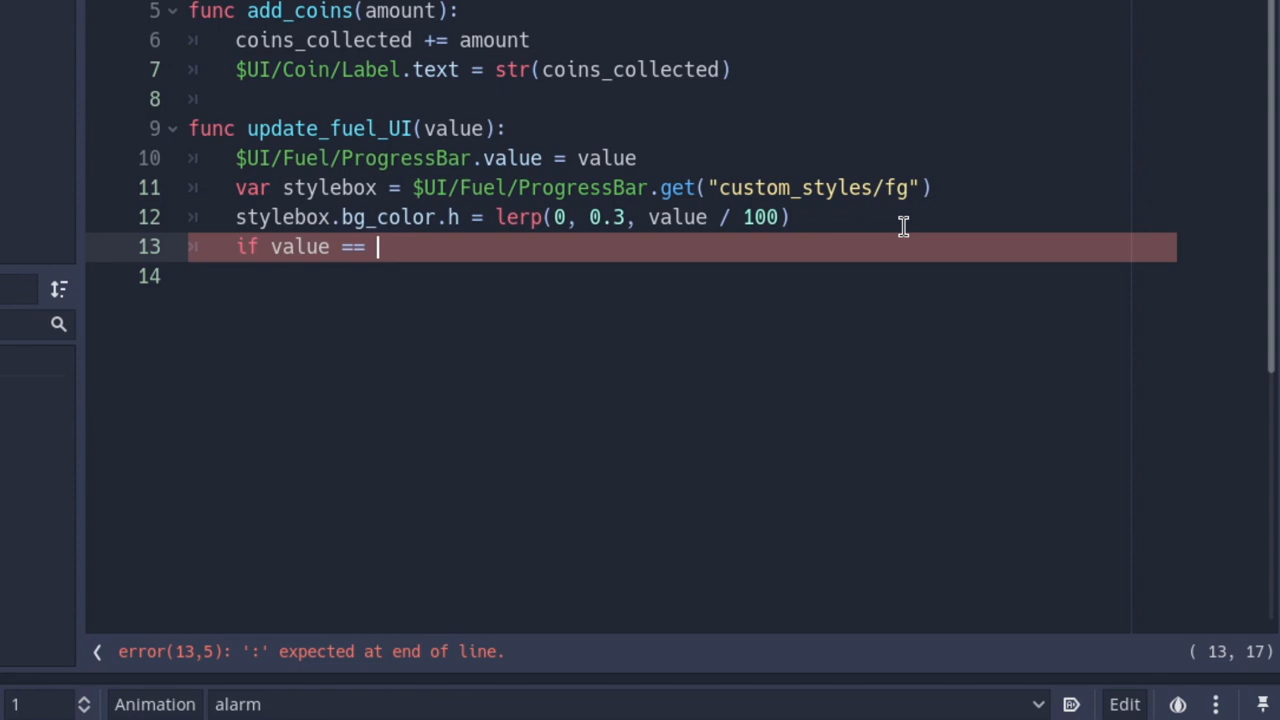 5 func add_coins(amount):
6 coins_collected += amount
7 $UI/Coin/Label.text = str(coins_collected)
8
9 func update_fuel_UI(value):
10 $UI/Fuel/ProgressBar.value = value
11 var stylebox = $UI/Fuel/ProgressBar.get("custom_styles/fg")
12 stylebox.bg_color.h = lerp(0, 0.3, value / 100)
13 if value ==
14
error(13,5): ':' expected at end of line.
( 13, 17)
1 Animation alarm Edit